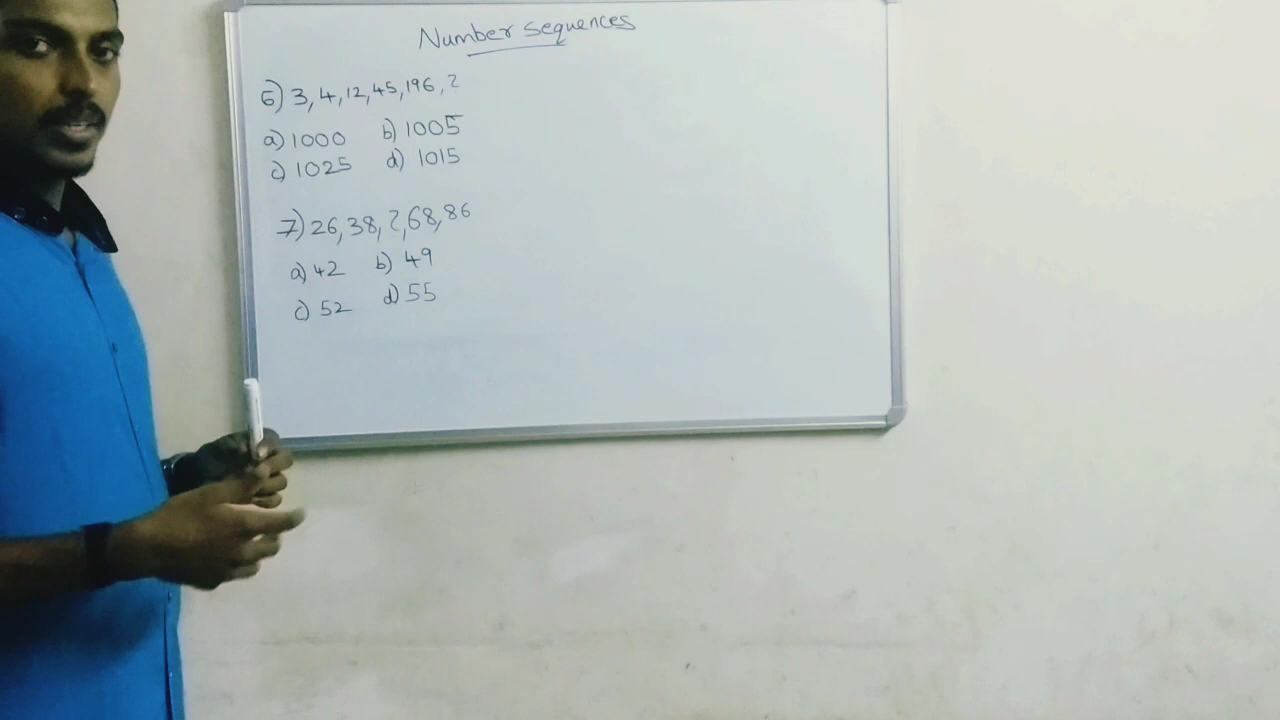 Number sequences
6) 3, 4, 12, 45, 196, ?
a) 1000 b) 1005
c) 1025 d) 1015
7) 26, 38, ?, 68, 86
a) 42 b) 49
c) 52 d) 55